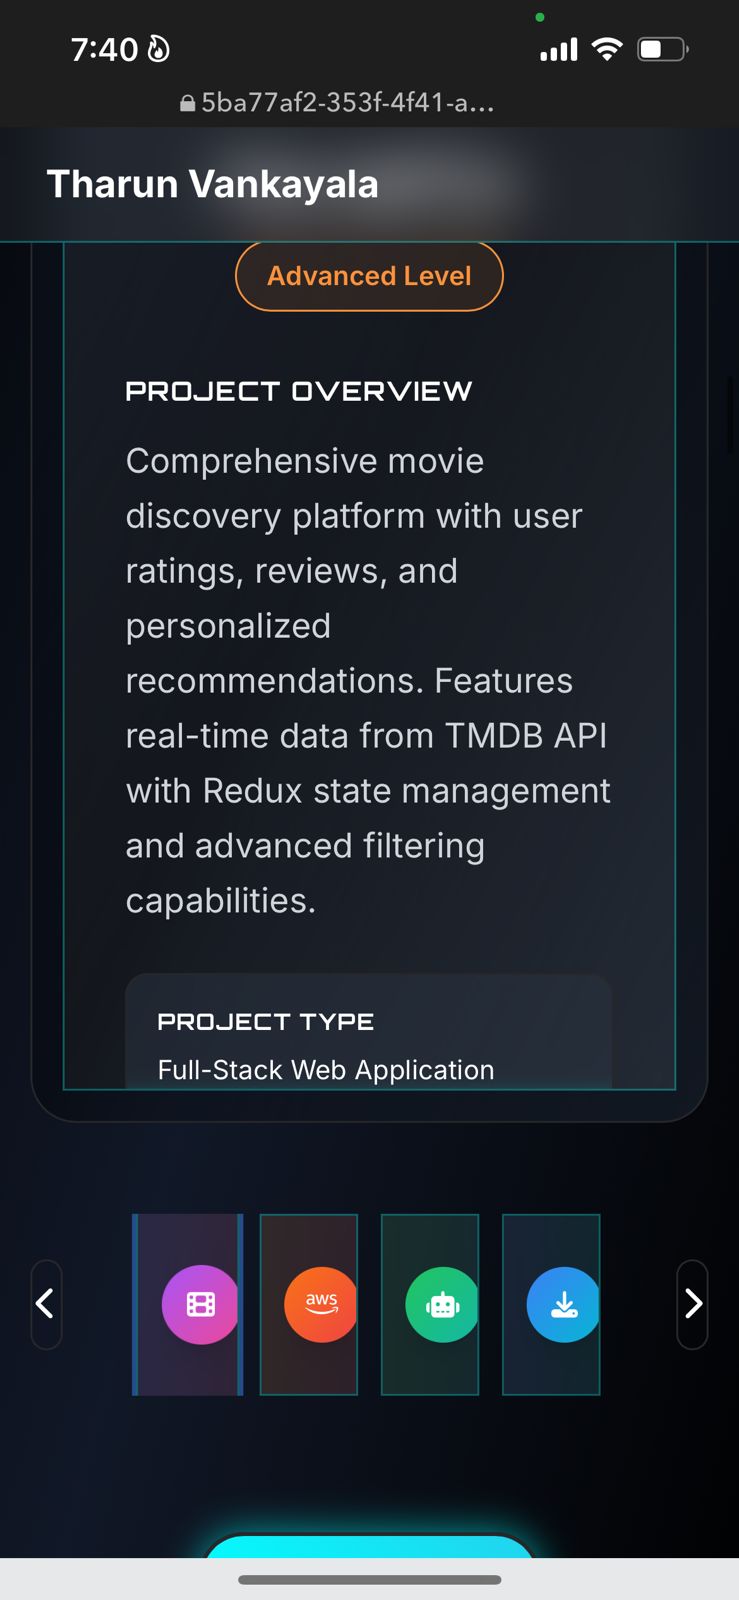 7:40
5ba77af2-353f-4f41-a...
Tharun Vankayala
Advanced Level
PROJECT OVERVIEW
Comprehensive movie
discovery platform with user
ratings, reviews, and
personalized
recommendations. Features
real-time data from TMDB API
with Redux state management
and advanced filtering
capabilities.
PROJECT TYPE
Full-Stack Web Application
aws